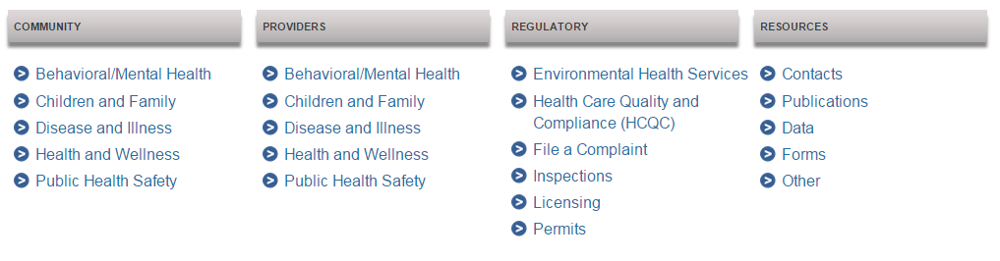 COMMUNITY
Behavioral/Mental Health
Children and Family
Disease and Illness
Health and Wellness
Public Health Safety
PROVIDERS
Behavioral/Mental Health
Children and Family
Disease and Illness
Health and Wellness
Public Health Safety
REGULATORY
Environmental Health Services
Health Care Quality and
Compliance (HCQC)
File a Complaint
Inspections
Licensing
Permits
RESOURCES
Contacts
Publications
Data
Forms
Other